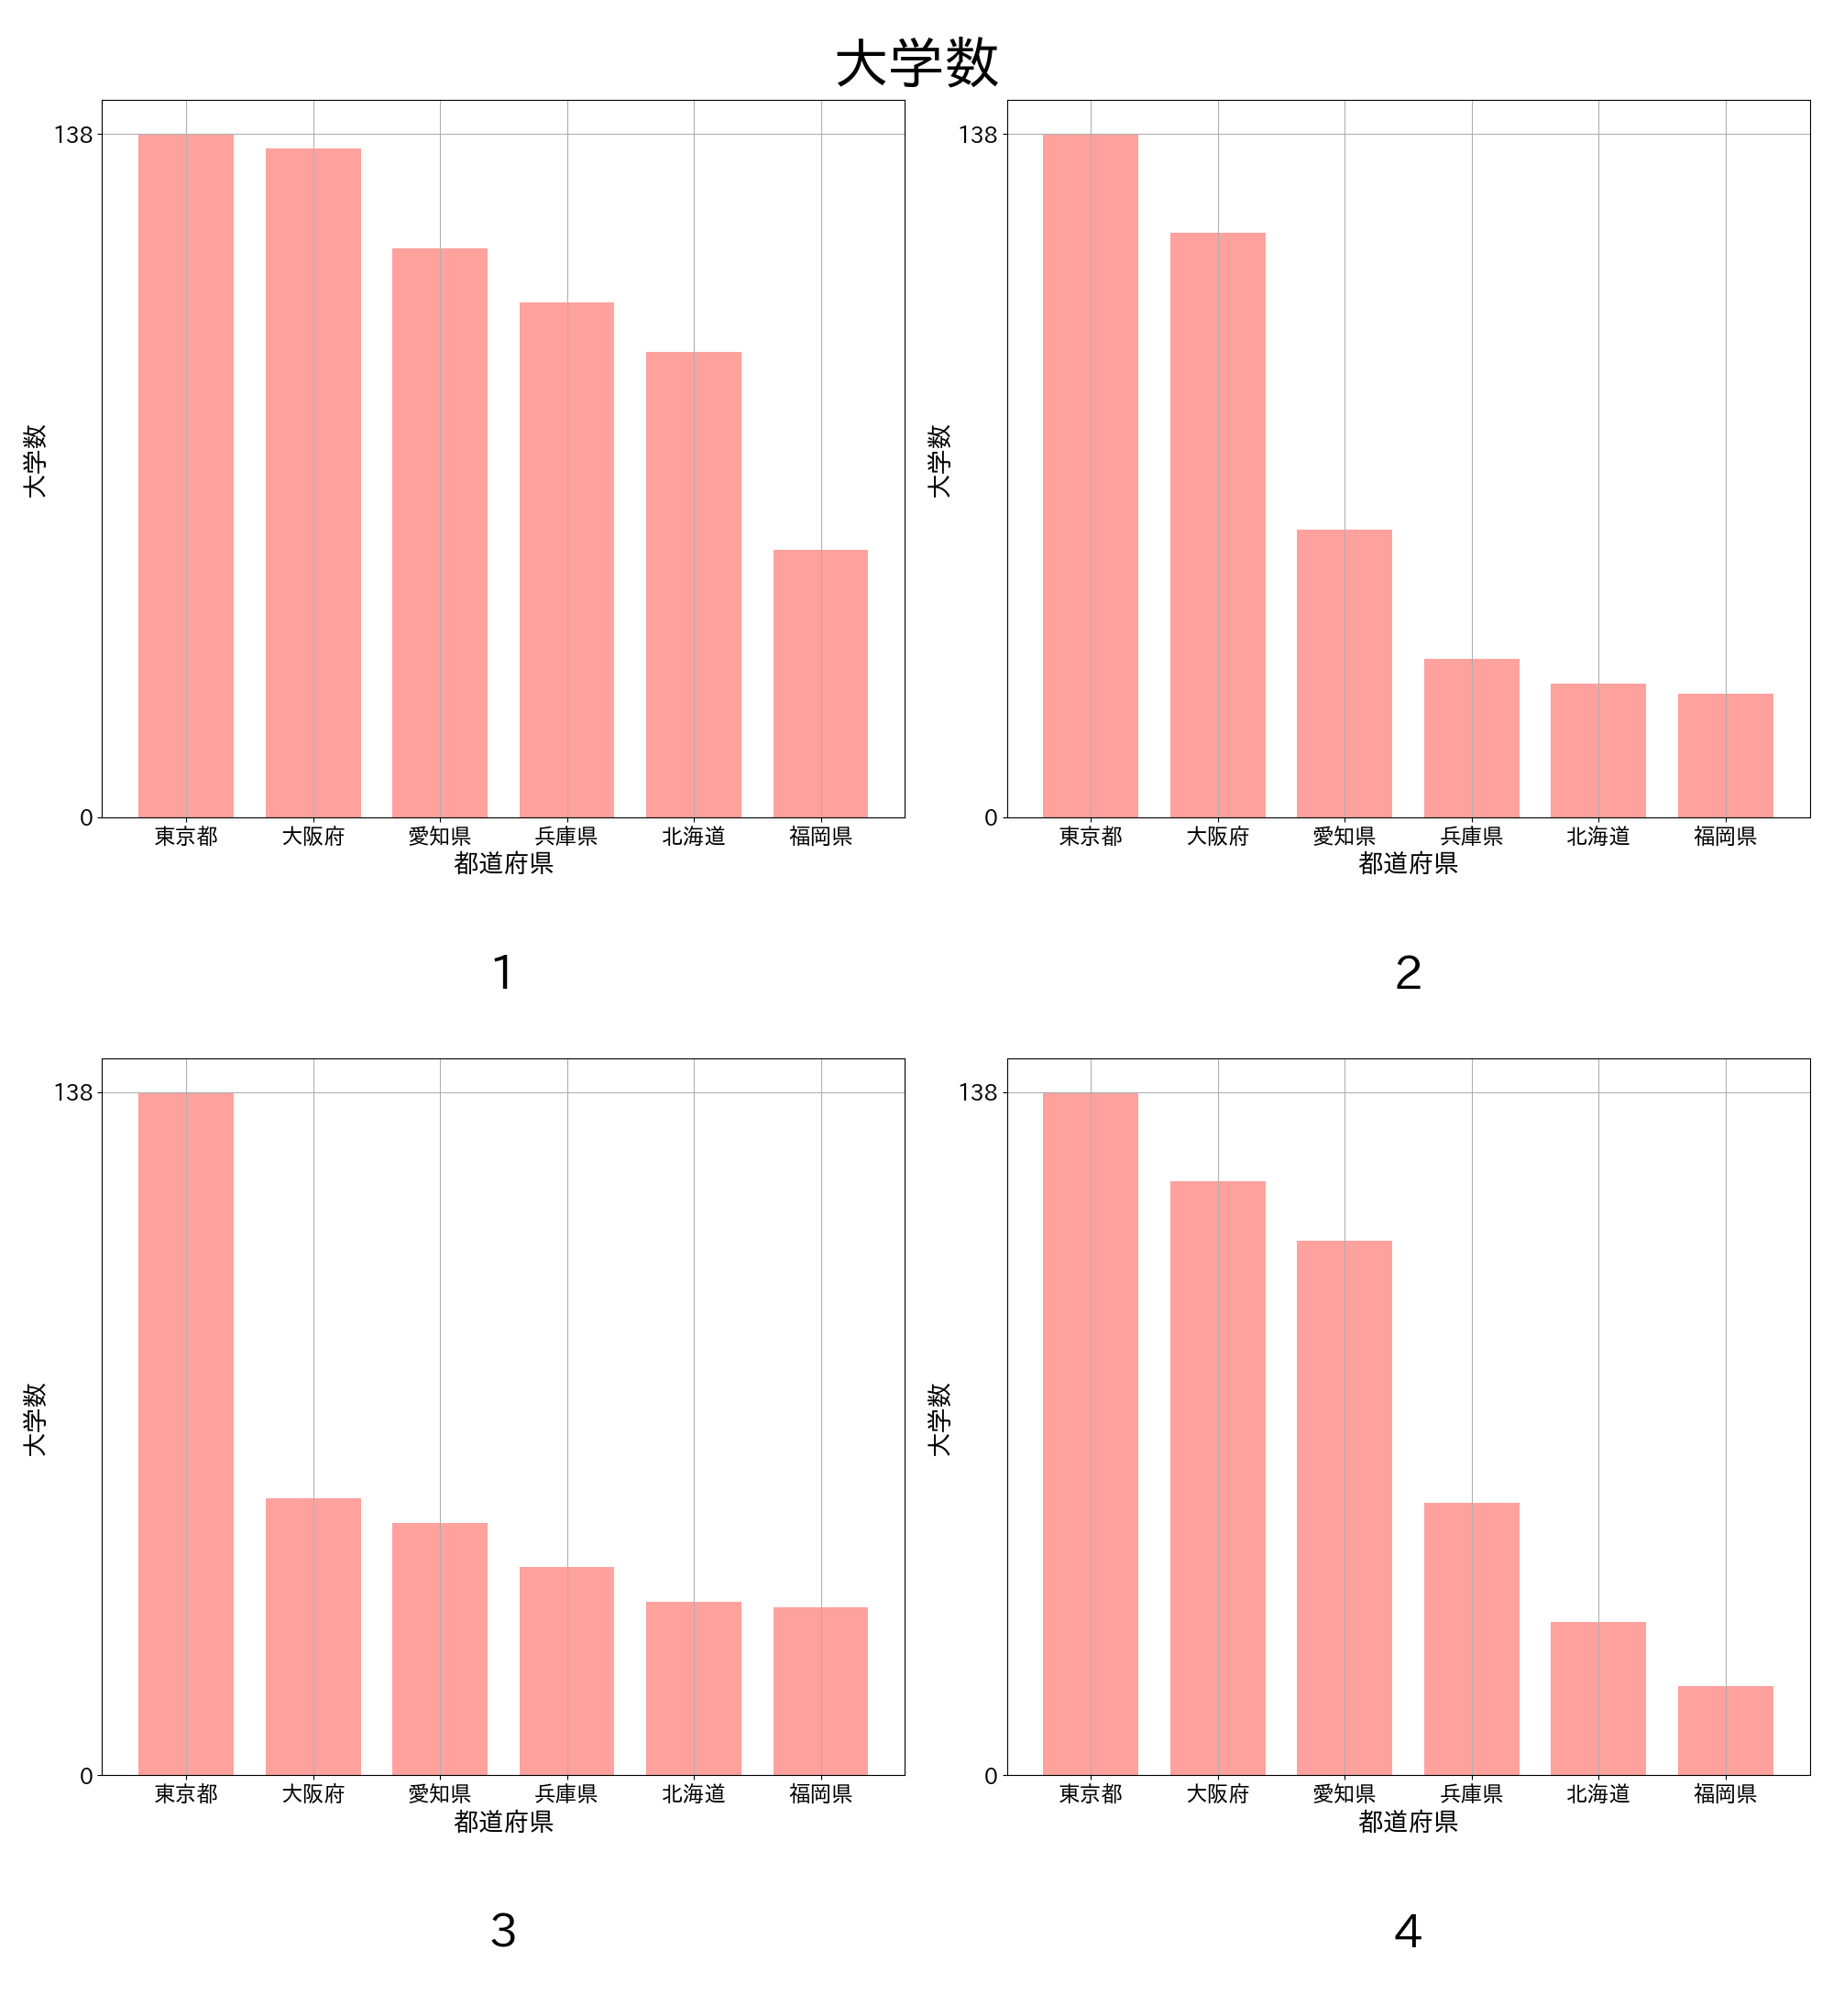 大学数
138
0
大学数
東京都 大阪府 愛知県 兵庫県 北海道 福岡県
都道府県
1
138
0
大学数
東京都 大阪府 愛知県 兵庫県 北海道 福岡県
都道府県
2
138
0
大学数
東京都 大阪府 愛知県 兵庫県 北海道 福岡県
都道府県
3
138
0
大学数
東京都 大阪府 愛知県 兵庫県 北海道 福岡県
都道府県
4